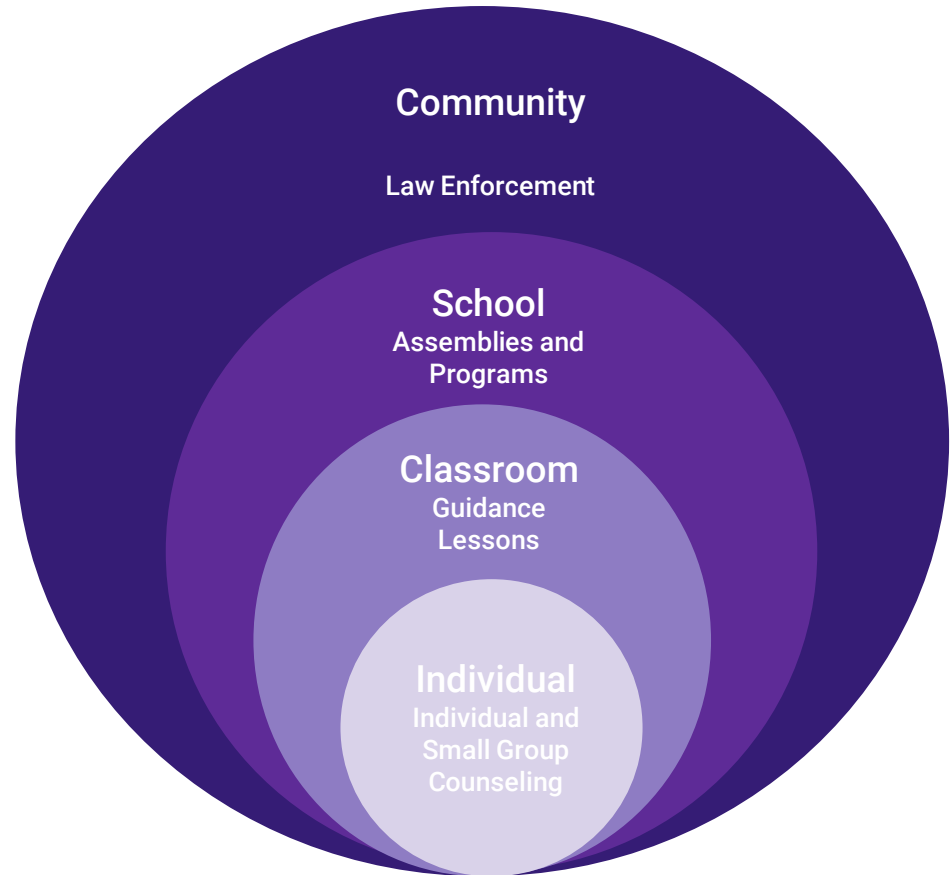 Community
Law Enforcement
School
Assemblies and
Programs
Classroom
Guidance
Lessons
Individual
Individual and
Small Group
Counseling